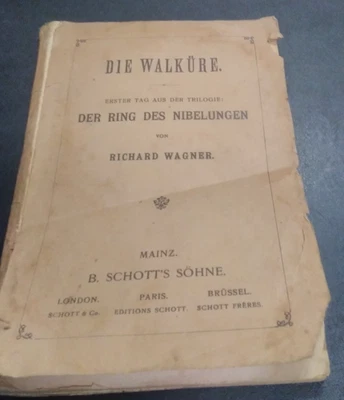 DIE WALKÜRE.
ERSTER TAG AUS DER TRILOGIE:
DER RING DES NIBELUNGEN
VON
RICHARD WAGNER.
MAINZ.
B. SCHOTT'S SÖHNE.
LONDON. PARIS. BRÜSSEL.
SCHOTT & Co. EDITIONS SCHOTT. SCHOTT FRÈRES.